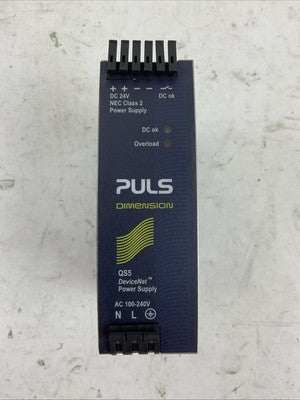 + + − − DC ok
DC 24V
NEC Class 2
Power Supply
DC ok
Overload
PULS
DIMENSION
QS5
DeviceNet™
Power Supply
AC 100-240V
N L